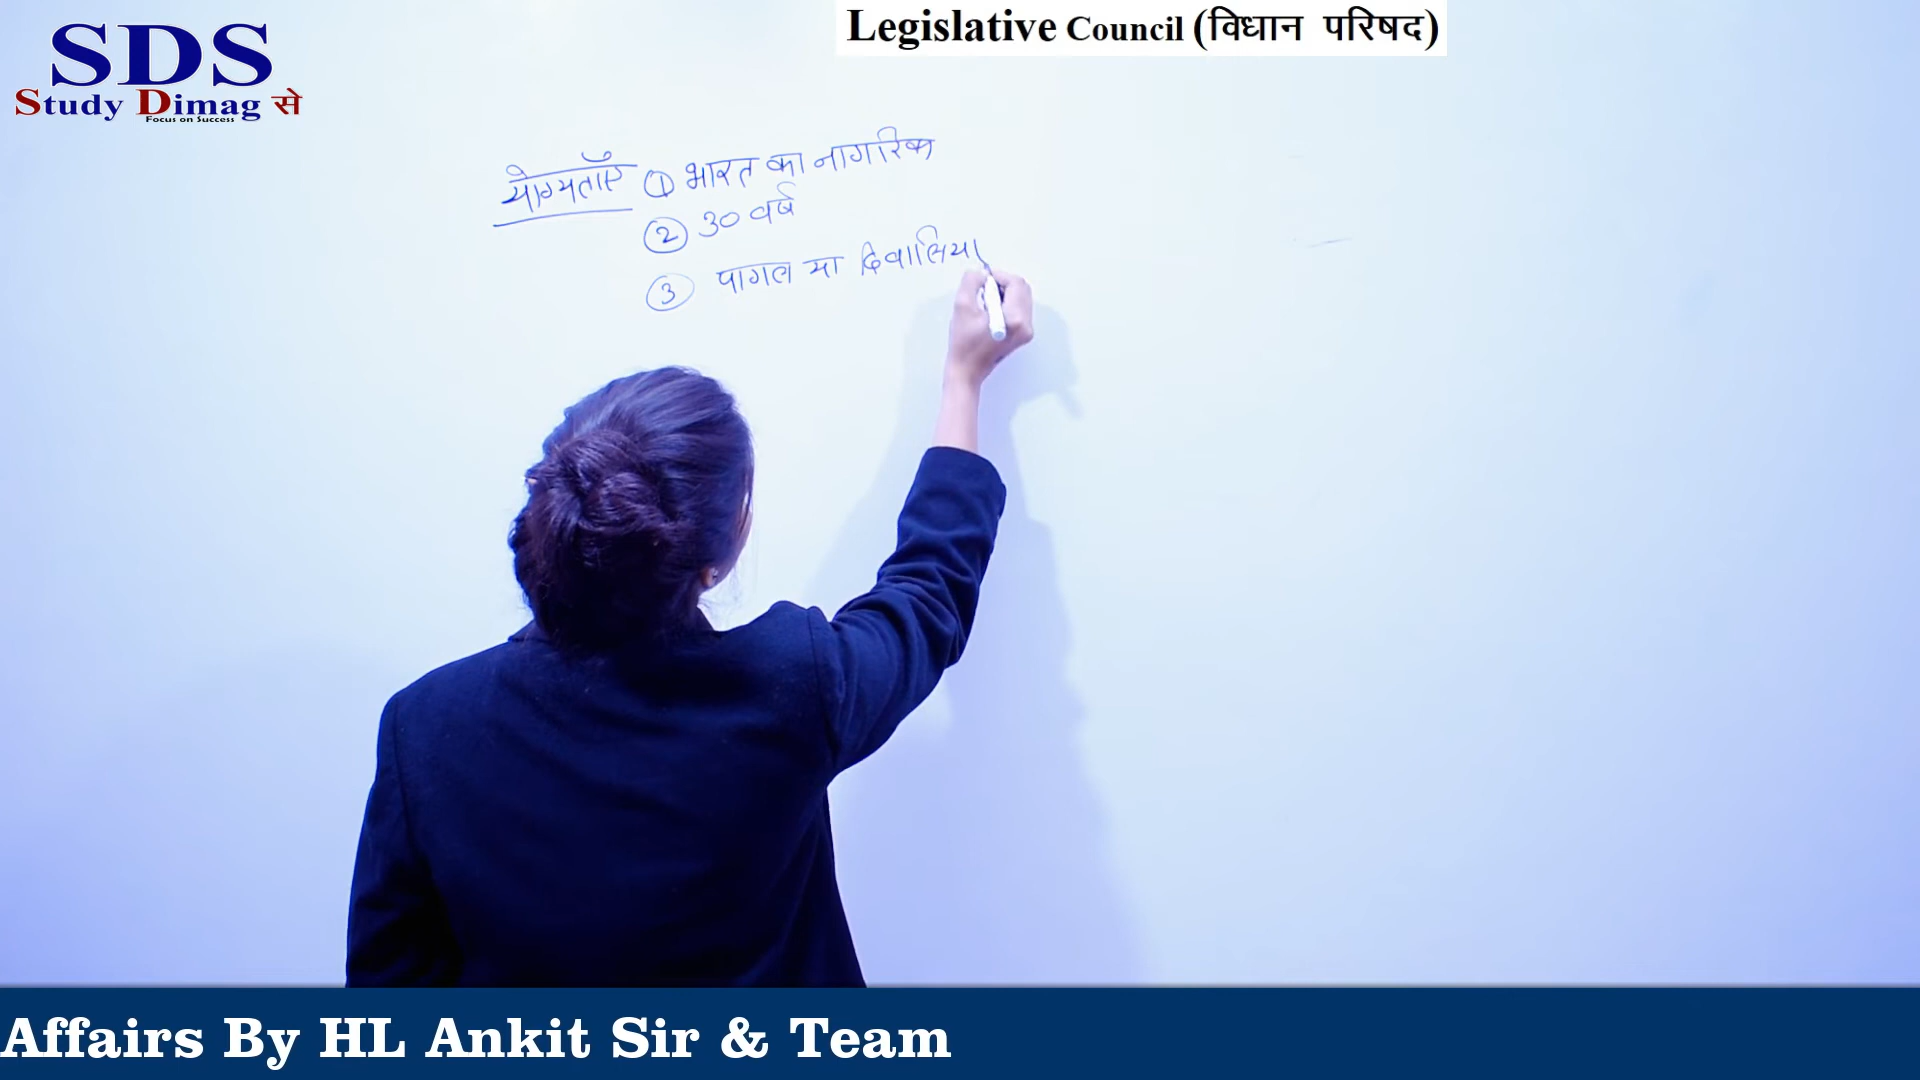 Legislative Council (विधान परिषद)
SDS
Study Dimag से
Focus on Success
योग्यताएँ ① भारत का नागरिक
② 30 वर्ष
③ पागल या दिवालिया
Affairs By HL Ankit Sir & Team